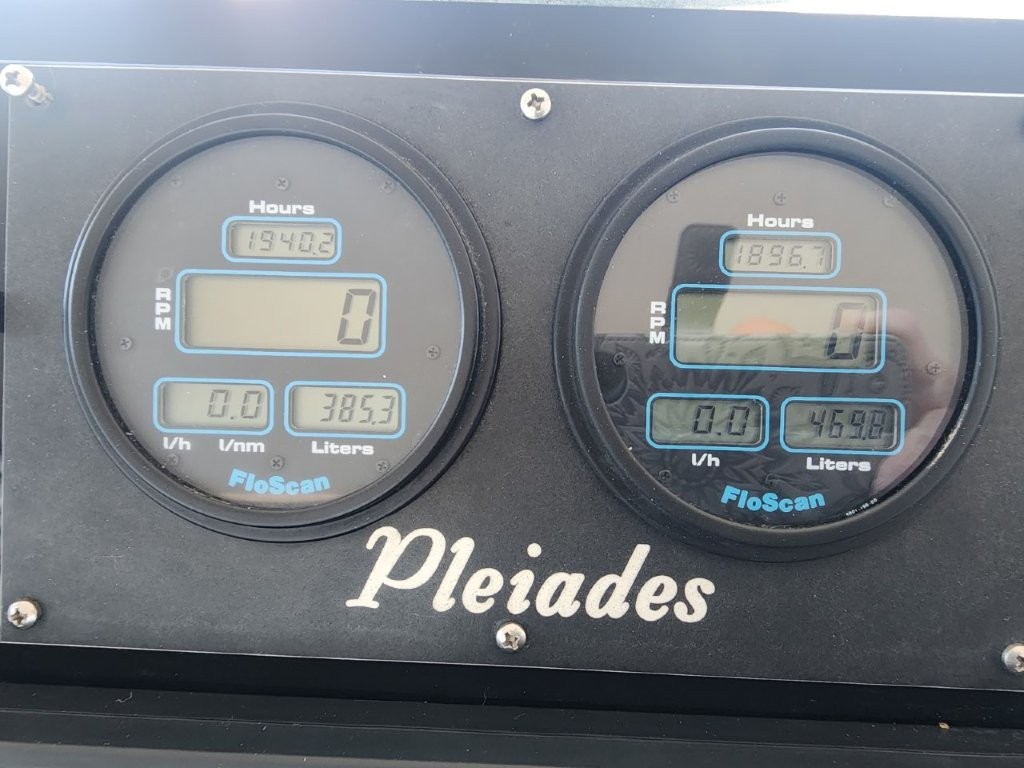 Hours
1940.2
RPM
0
0.0
385.3
l/h l/nm Liters
FloScan
Hours
1896.7
RPM
0
0.0
469.8
l/h Liters
FloScan
Pleiades